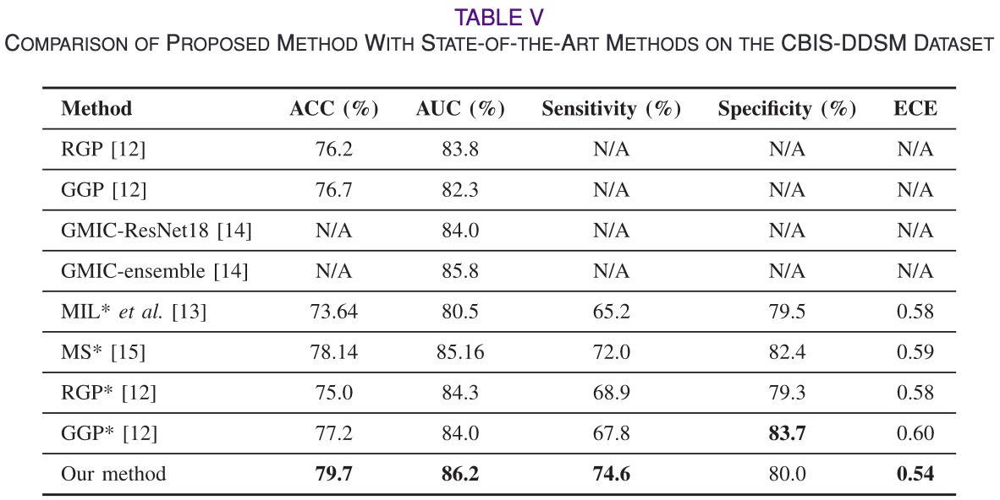 TABLE V
COMPARISON OF PROPOSED METHOD WITH STATE-OF-THE-ART METHODS ON THE CBIS-DDSM DATASET
Method ACC (%) AUC (%) Sensitivity (%) Specificity (%) ECE
RGP [12] 76.2 83.8 N/A N/A N/A
GGP [12] 76.7 82.3 N/A N/A N/A
GMIC-ResNet18 [14] N/A 84.0 N/A N/A N/A
GMIC-ensemble [14] N/A 85.8 N/A N/A N/A
MIL* et al. [13] 73.64 80.5 65.2 79.5 0.58
MS* [15] 78.14 85.16 72.0 82.4 0.59
RGP* [12] 75.0 84.3 68.9 79.3 0.58
GGP* [12] 77.2 84.0 67.8 83.7 0.60
Our method 79.7 86.2 74.6 80.0 0.54